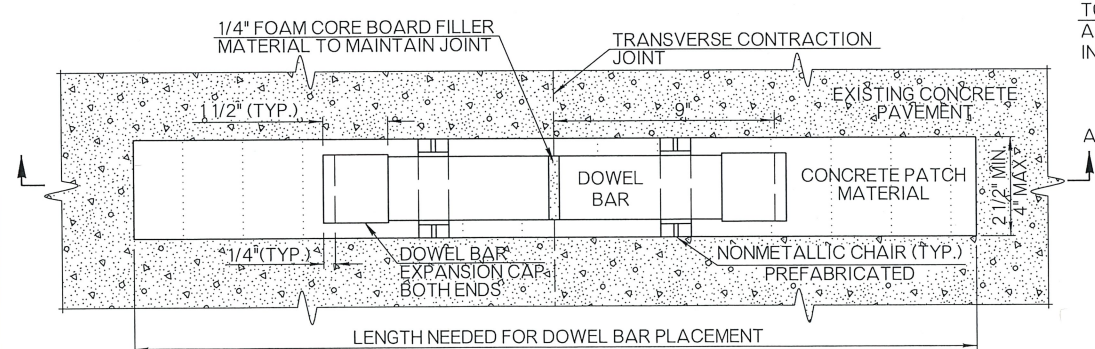 1/4" FOAM CORE BOARD FILLER
MATERIAL TO MAINTAIN JOINT
TRANSVERSE CONTRACTION
JOINT
TO
A
IN
1 1/2" (TYP.)
9"
EXISTING CONCRETE
PAVEMENT
A
DOWEL
BAR
CONCRETE PATCH
MATERIAL
2 1/2" MIN.
4" MAX.
1/4" (TYP.)
DOWEL BAR
EXPANSION CAP
BOTH ENDS
NONMETALLIC CHAIR (TYP.)
PREFABRICATED
LENGTH NEEDED FOR DOWEL BAR PLACEMENT